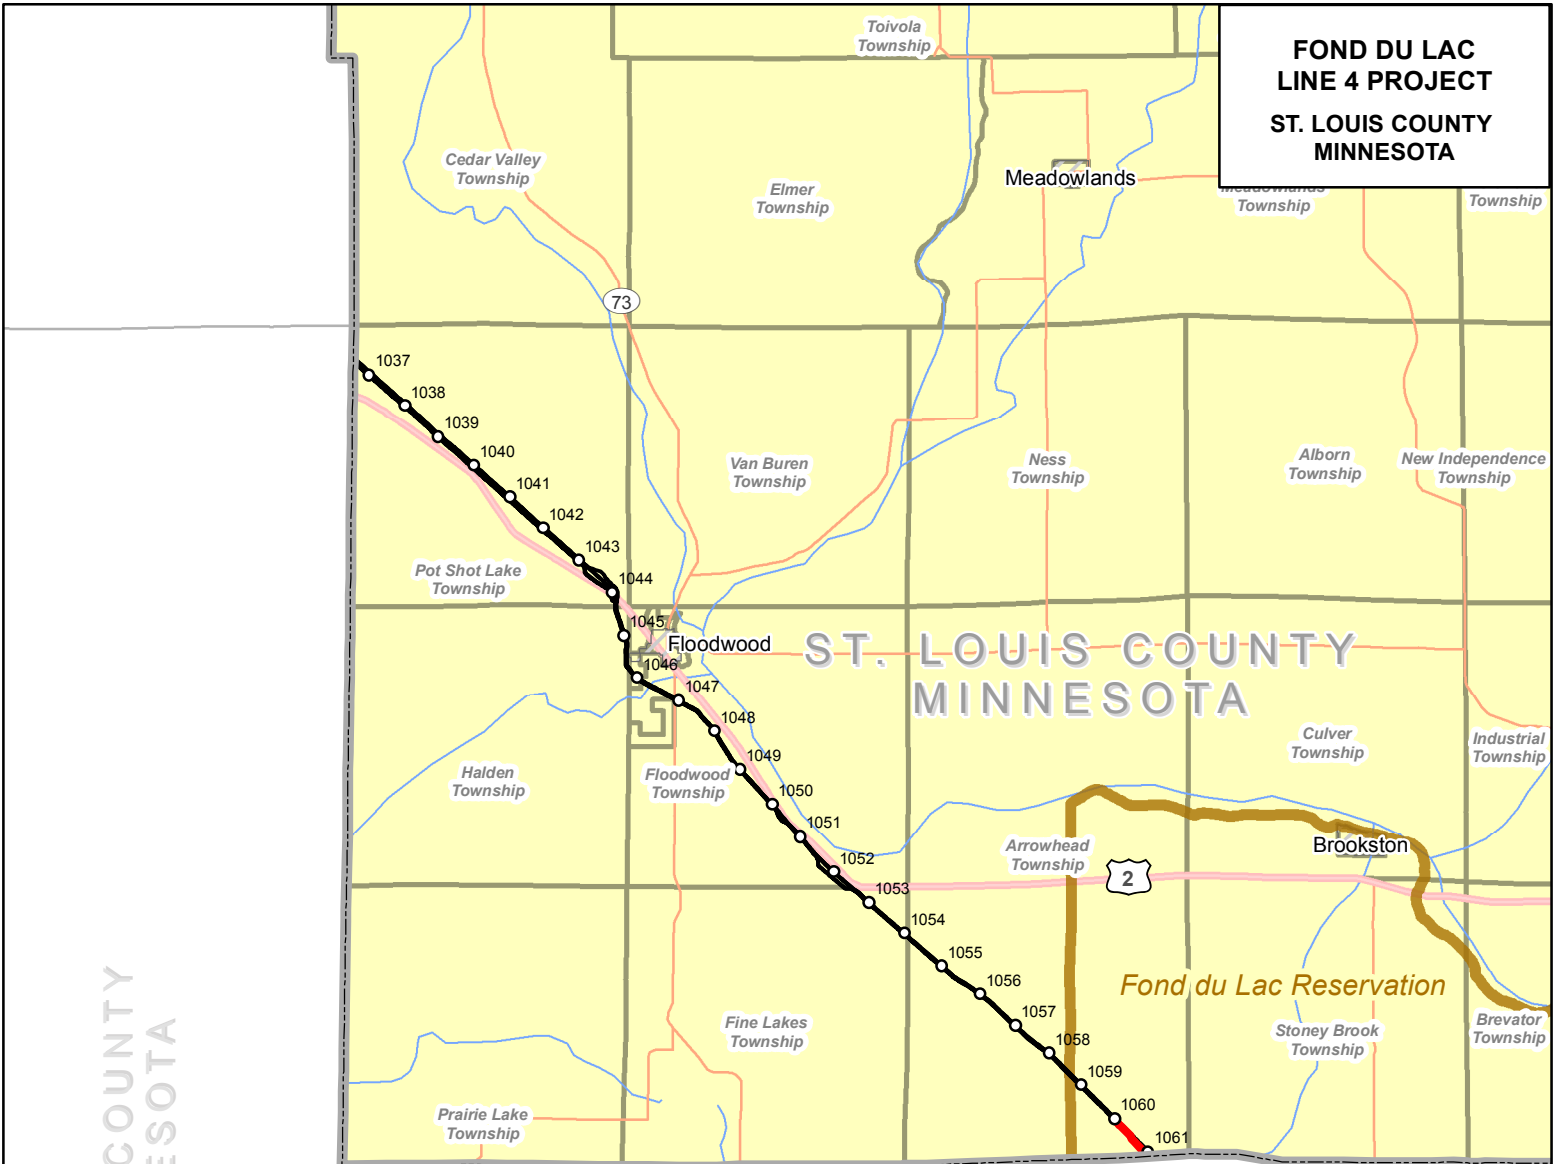 FOND DU LAC
LINE 4 PROJECT
ST. LOUIS COUNTY
MINNESOTA
Toivola
Township
Cedar Valley
Township
Elmer
Township
Meadowlands
Meadowlands
Township
Township
73
1037
1038
1039
1040
1041
1042
1043
1044
1045
1046
1047
1048
1049
1050
1051
1052
1053
1054
1055
1056
1057
1058
1059
1060
1061
Van Buren
Township
Ness
Township
Alborn
Township
New Independence
Township
Pot Shot Lake
Township
Floodwood
ST. LOUIS COUNTY
MINNESOTA
Halden
Township
Floodwood
Township
Culver
Township
Industrial
Township
Arrowhead
Township
Brookston
2
Fond du Lac Reservation
Fine Lakes
Township
Stoney Brook
Township
Brevator
Township
Prairie Lake
Township
COUNTY
ESOTA